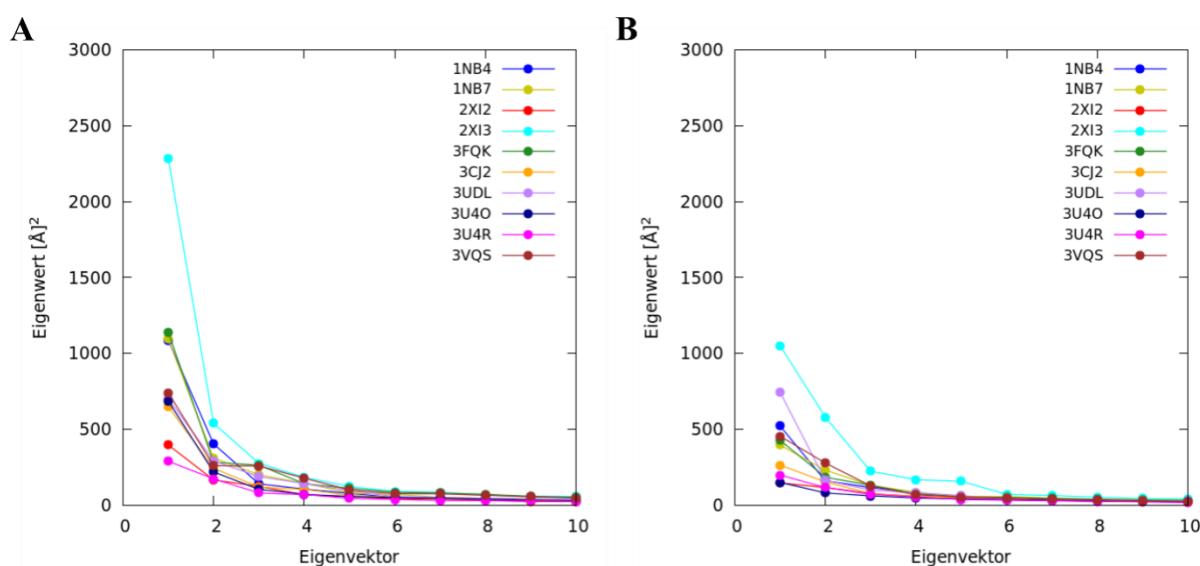 A
3000
2500
2000
1500
1000
500
0
Eigenwert [Å]²
0 2 4 6 8 10
Eigenvektor
1NB4
1NB7
2XI2
2XI3
3FQK
3CJ2
3UDL
3U4O
3U4R
3VQS
B
3000
2500
2000
1500
1000
500
0
Eigenwert [Å]²
0 2 4 6 8 10
Eigenvektor
1NB4
1NB7
2XI2
2XI3
3FQK
3CJ2
3UDL
3U4O
3U4R
3VQS